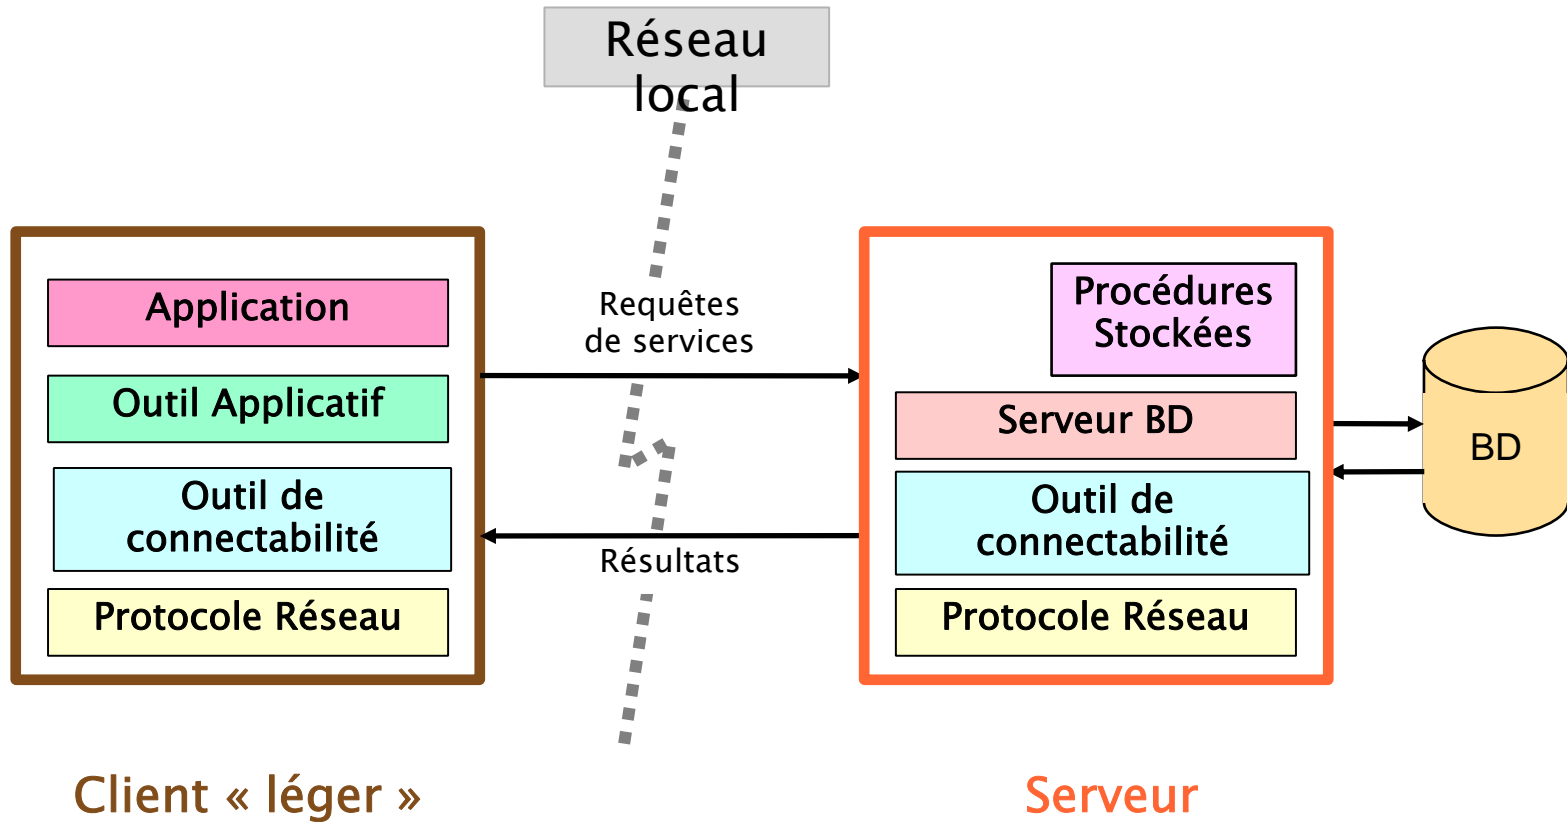 Réseau
local
Application
Outil Applicatif
Outil de
connectabilité
Protocole Réseau
Requêtes
de services
Résultats
Procédures
Stockées
Serveur BD
Outil de
connectabilité
Protocole Réseau
BD
Client « léger »
Serveur